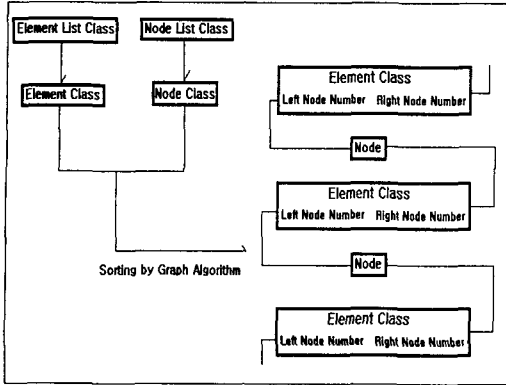 Element List Class
Node List Class
Element Class
Node Class
Sorting by Graph Algorithm
Element Class
Left Node Number Right Node Number
Node
Element Class
Left Node Number Right Node Number
Node
Element Class
Left Node Number Right Node Number